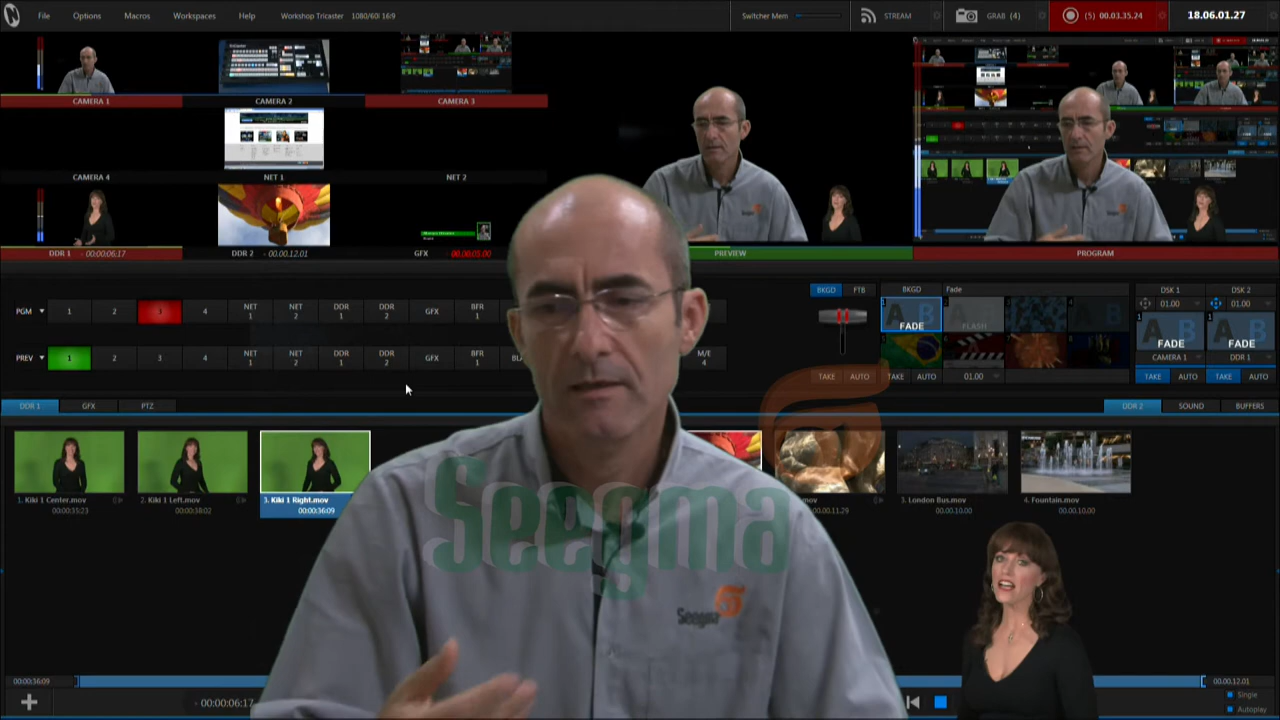 File Options Macros Workspaces Help Workshop Tricaster 1080/60i 16:9 Switcher Mem STREAM GRAB (4) (5) 00.03.35.24 18.06.01.27
CAMERA 1 CAMERA 2 CAMERA 3
CAMERA 4 NET 1 NET 2
DDR 1 00:00:06:17 DDR 2 00.00.12.01 GFX 00.00.05.00 PREVIEW PROGRAM
BKGD FTB BKGD Fade DSK 1 DSK 2
01.00 01.00
PGM 1 2 3 4 NET 1 NET 2 DDR 1 DDR 2 GFX BFR 1
FADE FLASH FADE FADE
PREV 1 2 3 4 NET 1 NET 2 DDR 1 DDR 2 GFX BFR 1 M/E 4
CAMERA 1 DDR 1
TAKE AUTO TAKE AUTO 01.00 TAKE AUTO TAKE AUTO
DDR 1 GFX PTZ DDR 2 SOUND BUFFERS
1. Kiki 1 Center.mov 2. Kiki 1 Left.mov 3. Kiki 1 Right.mov 3. London Bus.mov 4. Fountain.mov
00:00:35:23 00:00:38:02 00:00:36:09 00.00.10.00 00.00.10.00
Seegma
Seegma
00:00:36:09 00.00.12.01
00:00:06:17 Single
Autoplay